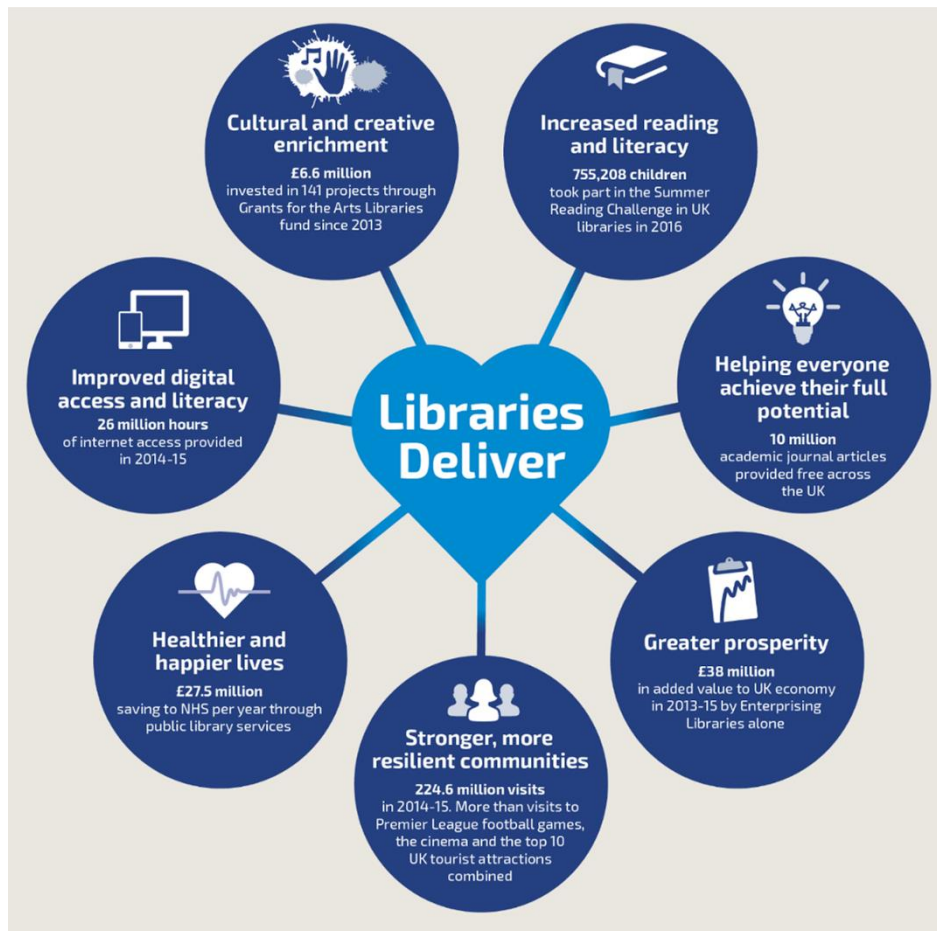 Cultural and creative
enrichment
£6.6 million
invested in 141 projects through
Grants for the Arts Libraries
fund since 2013
Increased reading
and literacy
755,208 children
took part in the Summer
Reading Challenge in UK
libraries in 2016
Improved digital
access and literacy
26 million hours
of internet access provided
in 2014-15
Libraries
Deliver
Helping everyone
achieve their full
potential
10 million
academic journal articles
provided free across
the UK
Healthier and
happier lives
£27.5 million
saving to NHS per year through
public library services
Stronger, more
resilient communities
224.6 million visits
in 2014-15. More than visits to
Premier League football games,
the cinema and the top 10
UK tourist attractions
combined
Greater prosperity
£38 million
in added value to UK economy
in 2013-15 by Enterprising
Libraries alone